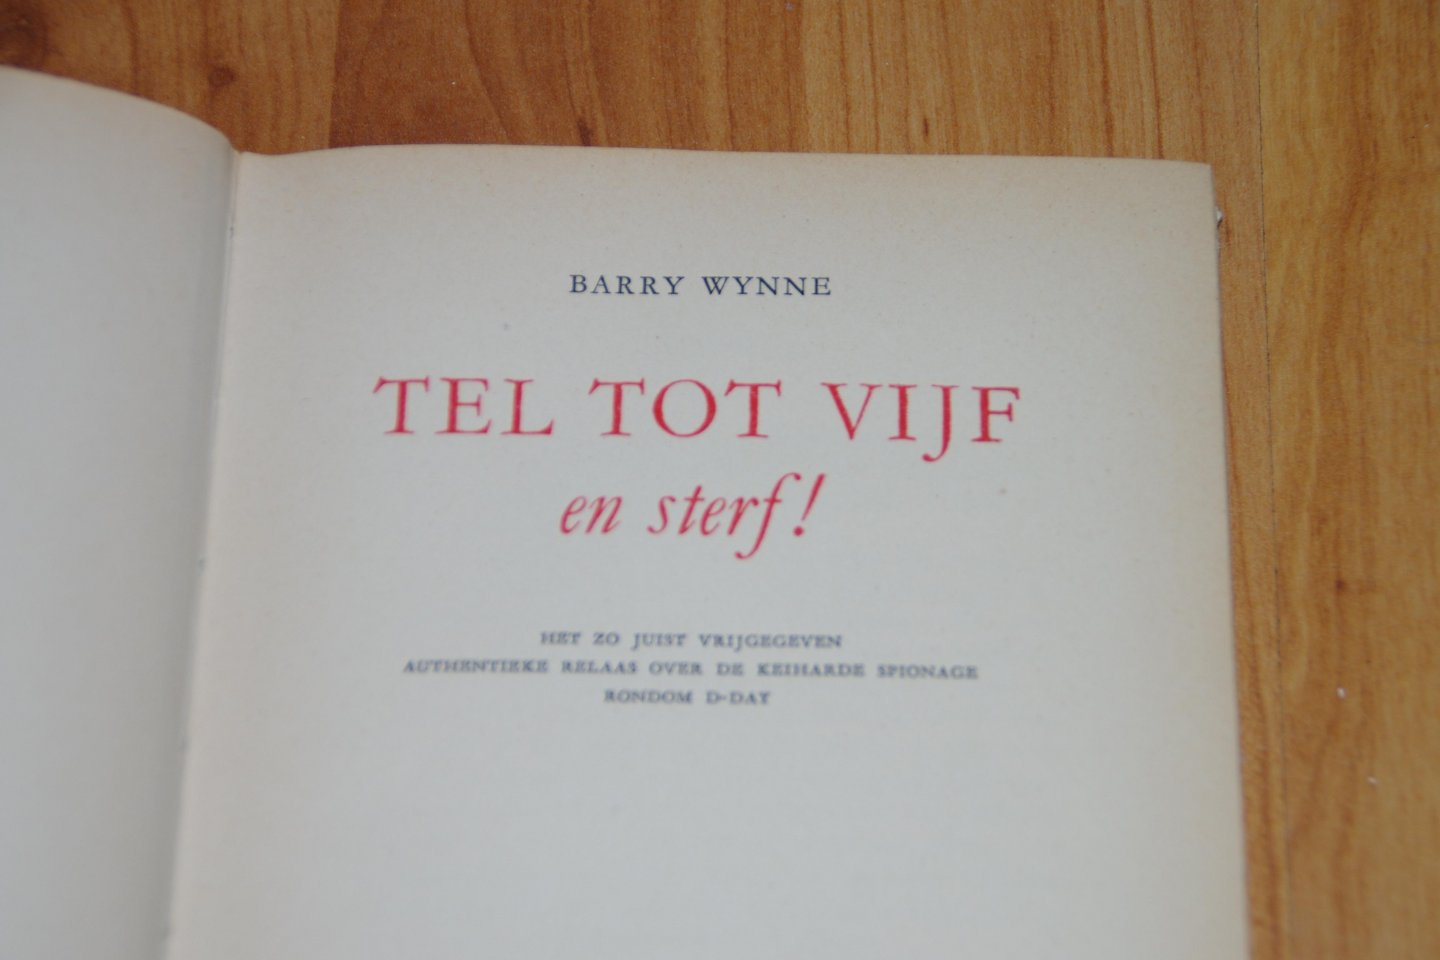 BARRY WYNNE
TEL TOT VIJF
en sterf!
HET ZO JUIST VRIJGEGEVEN
AUTHENTIEKE RELAAS OVER DE KEIHARDE SPIONAGE
RONDOM D-DAY